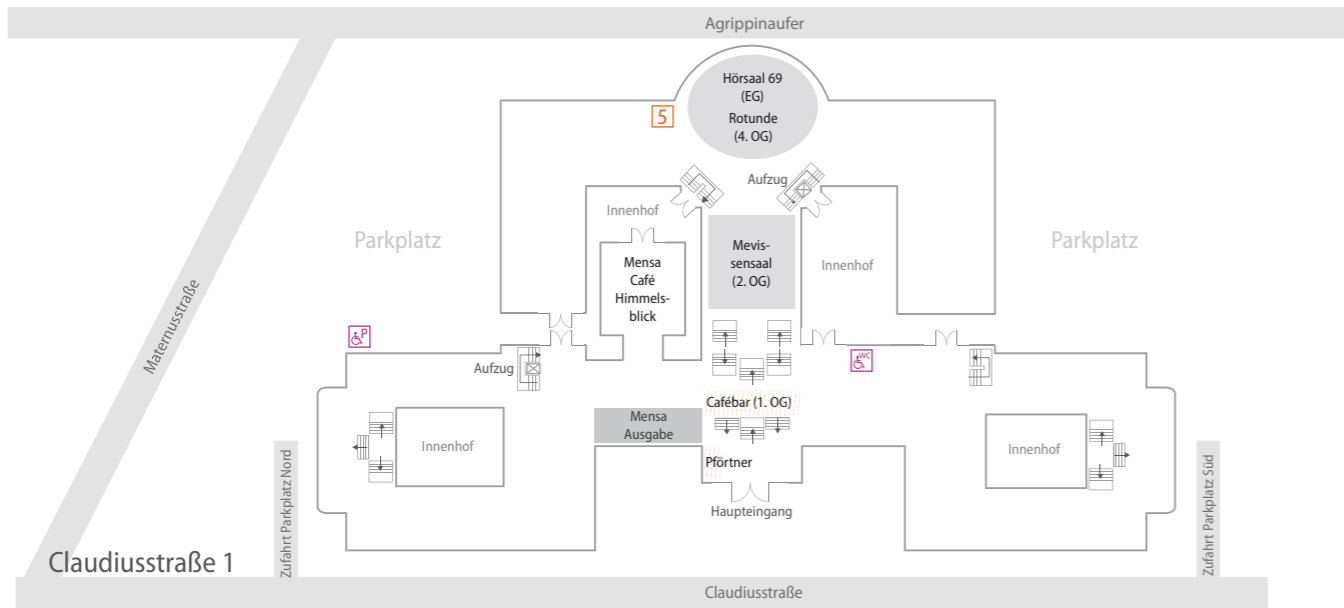 Agrippinaufer
Hörsaal 69
(EG)
Rotunde
(4. OG)
5
Aufzug
Innenhof
Parkplatz
Parkplatz
Mevis-
sensaal
(2. OG)
Innenhof
Mensa
Café
Himmels-
blick
Maternusstraße
P
WC
Aufzug
Cafébar (1. OG)
Mensa
Ausgabe
Innenhof
Innenhof
Pförtner
Haupteingang
Zufahrt Parkplatz Nord
Zufahrt Parkplatz Süd
Claudiusstraße 1
Claudiusstraße